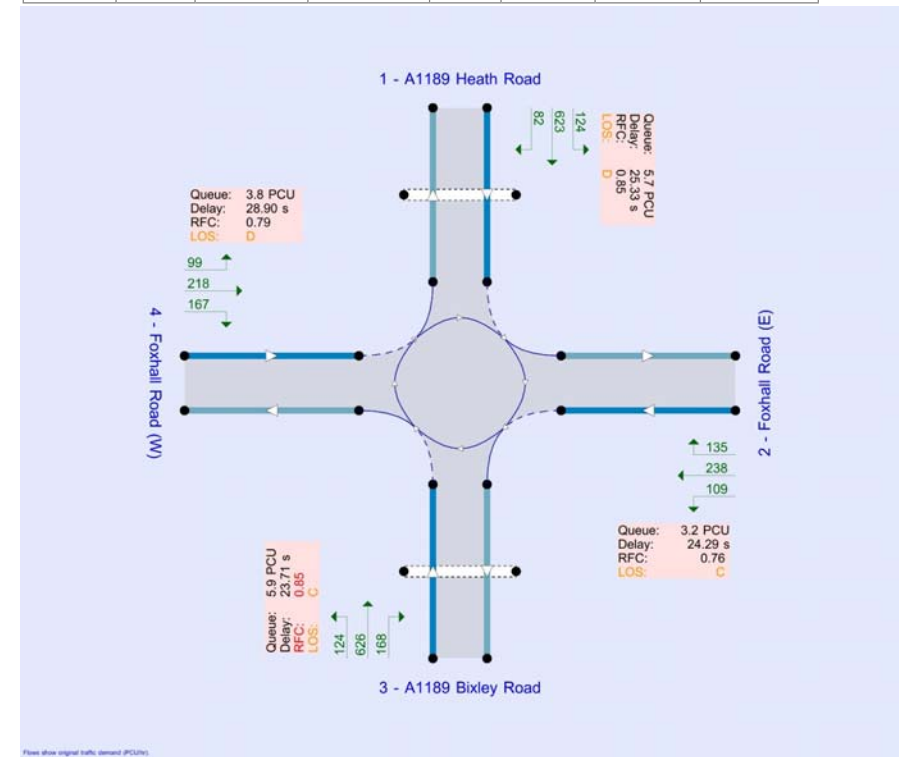 1 - A1189 Heath Road
82
623
124
Queue: 5.7 PCU
Delay: 25.33 s
RFC: 0.85
LOS: D
Queue: 3.8 PCU
Delay: 28.90 s
RFC: 0.79
LOS: D
99
218
167
4 - Foxhall Road (W)
2 - Foxhall Road (E)
135
238
109
Queue: 3.2 PCU
Delay: 24.29 s
RFC: 0.76
LOS: C
Queue: 5.9 PCU
Delay: 23.71 s
RFC: 0.85
LOS: C
124
626
168
3 - A1189 Bixley Road
Flows show original traffic demand (PCU/hr).